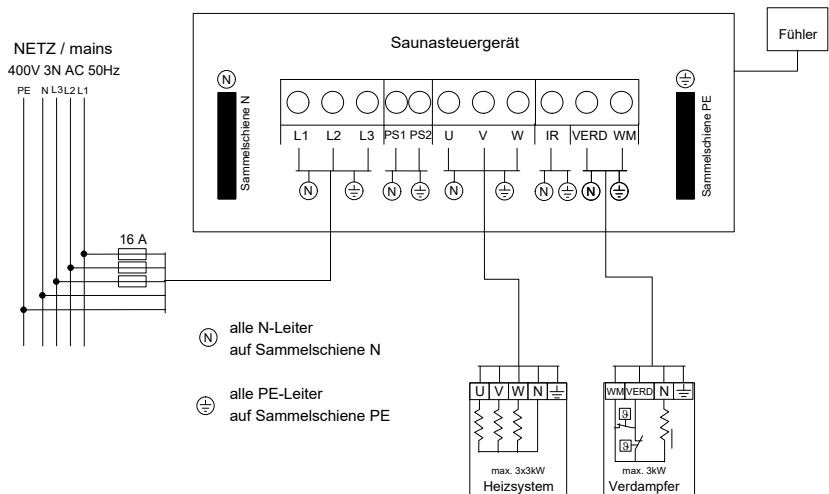 NETZ / mains
400V 3N AC 50Hz
PE N L3 L2 L1
16 A
Saunasteuergerät
Fühler
N
Sammelschiene N
L1 L2 L3 PS1 PS2 U V W IR VERD WM
N N N N N
Sammelschiene PE
N alle N-Leiter
auf Sammelschiene N
alle PE-Leiter
auf Sammelschiene PE
U V W N
max. 3x3kW
Heizsystem
WM VERD N
ϑ
ϑ
max. 3kW
Verdampfer